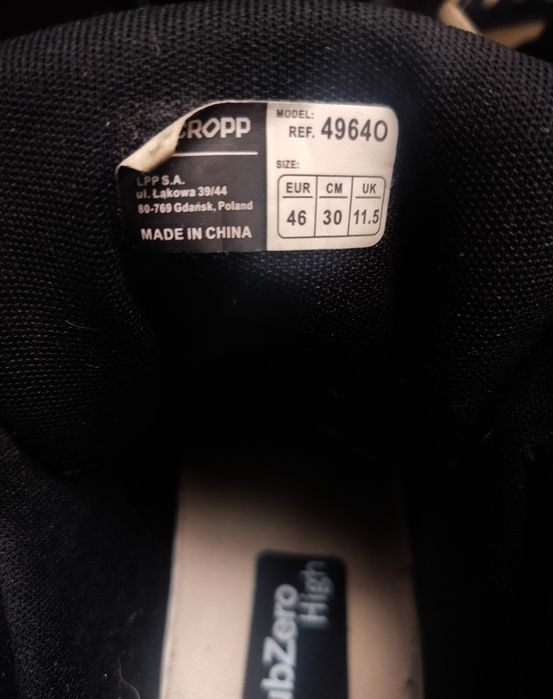 CROPP
LPP S.A.
ul. Łąkowa 39/44
80-769 Gdańsk, Poland
MADE IN CHINA
MODEL:
REF. 49640
SIZE:
EUR CM UK
46 30 11.5
High